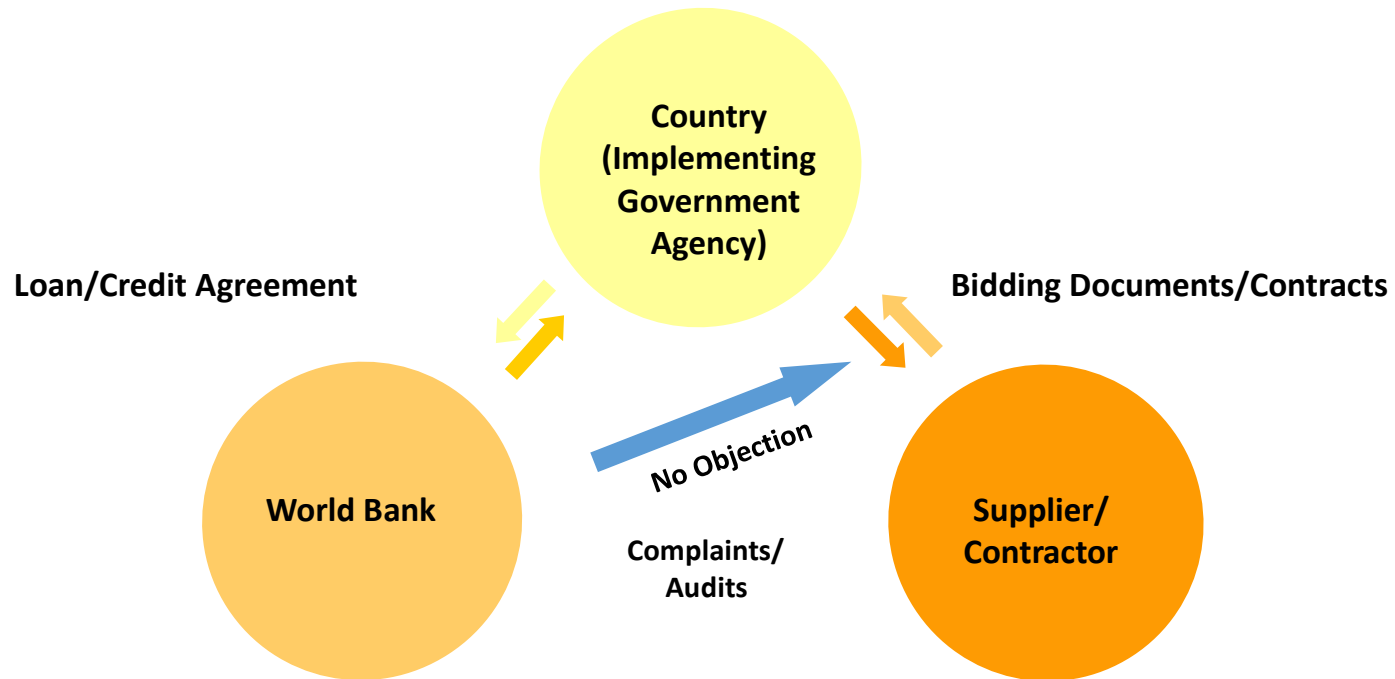 Country
(Implementing
Government
Agency)
Loan/Credit Agreement
Bidding Documents/Contracts
No Objection
World Bank
Supplier/
Contractor
Complaints/
Audits